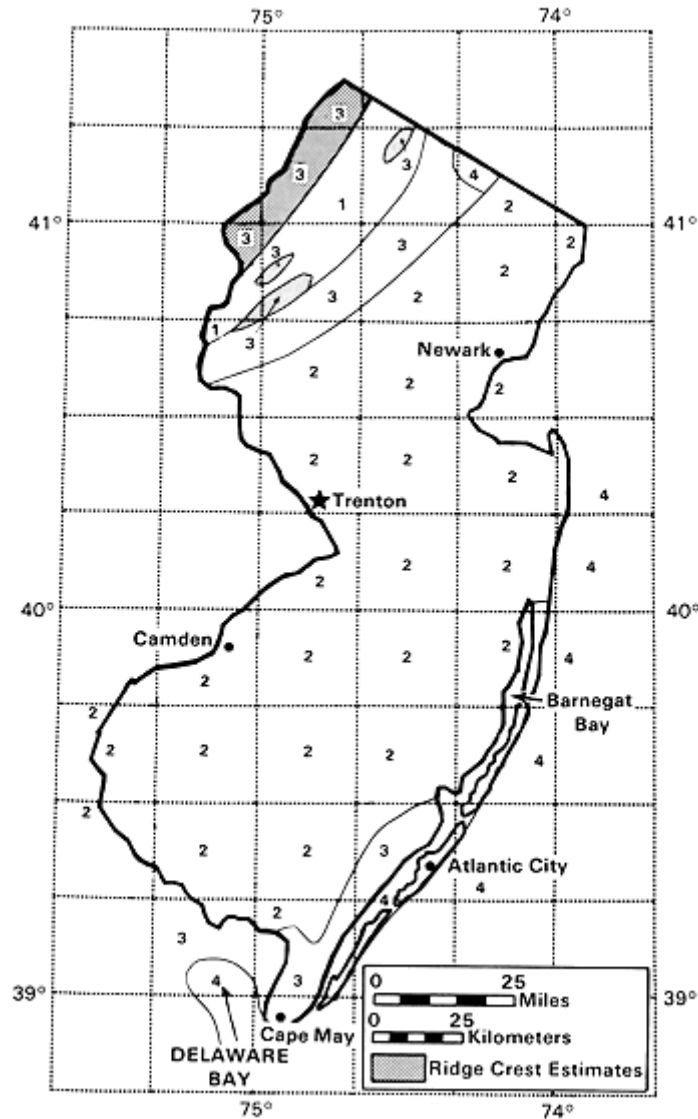 75° 74°
3
3
3 4
1 2
41° 41°
3 3 2
3
2
3 2
1
3 Newark
2
2 2
2 2
2
4
Trenton
2 2 4
2
40° 40°
Camden 2
2 2 4
2
Barnegat
Bay
2
2 2 2 2
4
2
2 2 3 Atlantic City
4
4
2
3
4 3
39° 39°
0 25
Miles
0 25
Kilometers
Cape May
DELAWARE
BAY
Ridge Crest Estimates
75° 74°